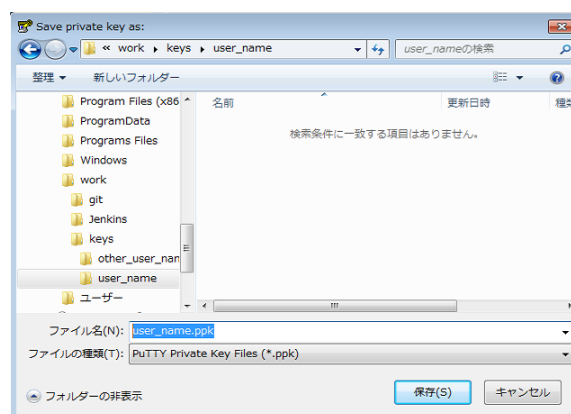 Save private key as:
« work ▸ keys ▸ user_name
user_nameの検索
整理 ▼ 新しいフォルダー
名前 更新日時 種類
検索条件に一致する項目はありません。
Program Files (x86
ProgramData
Programs Files
Windows
work
git
Jenkins
keys
other_user_nan
user_name
ユーザー
ファイル名(N): user_name.ppk
ファイルの種類(T): PuTTY Private Key Files (*.ppk)
フォルダーの非表示
保存(S) キャンセル